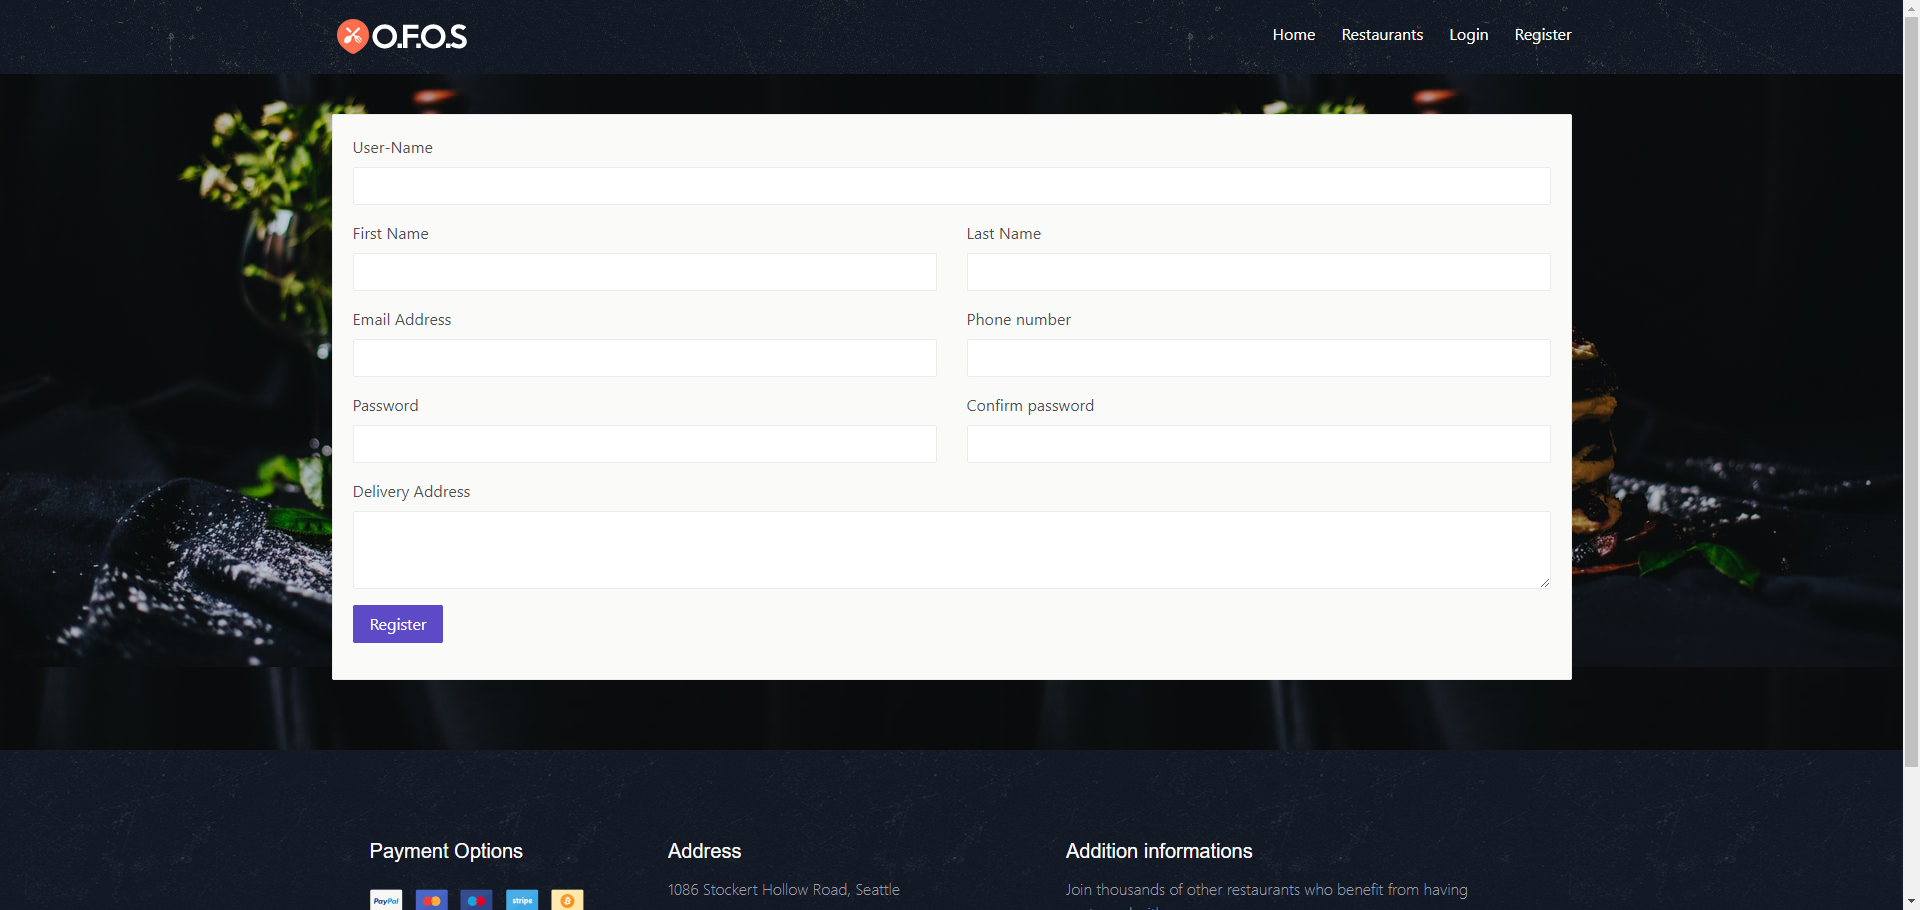 O.F.O.S
Home Restaurants Login Register
User-Name
First Name Last Name
Email Address Phone number
Password Confirm password
Delivery Address
Register
Payment Options Address Addition informations
PayPal stripe
1086 Stockert Hollow Road, Seattle
Join thousands of other restaurants who benefit from having